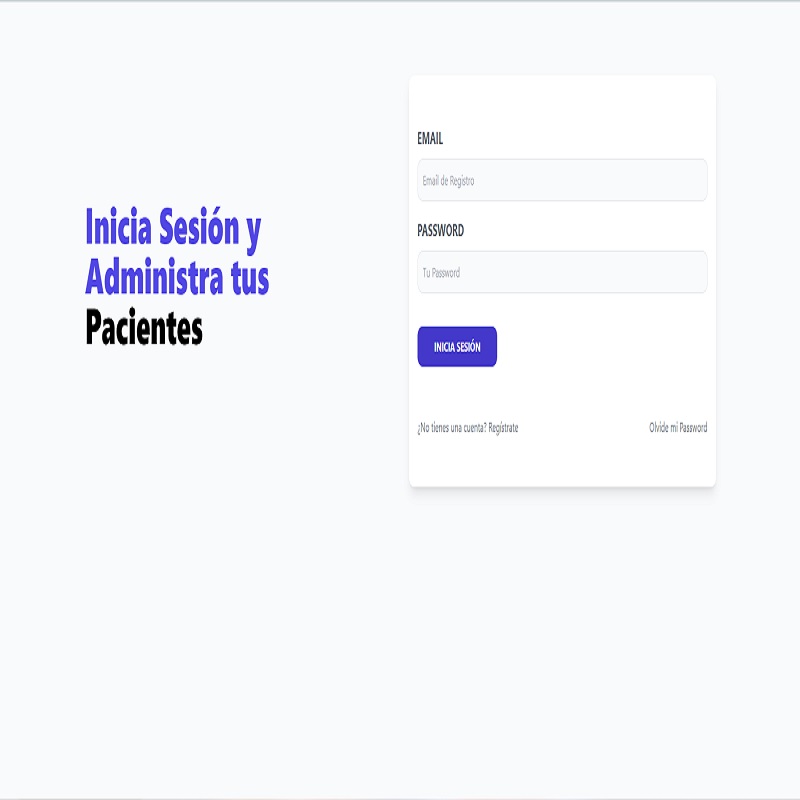 Inicia Sesión y
Administra tus
Pacientes
EMAIL
Email de Registro
PASSWORD
Tu Password
INICIA SESIÓN
¿No tienes una cuenta? Regístrate
Olvide mi Password